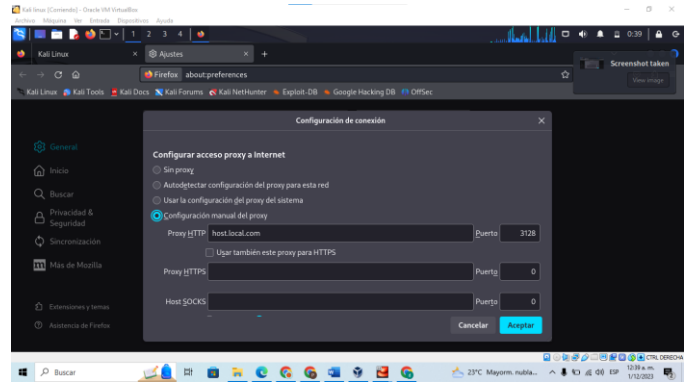 Kali linux [Corriendo] - Oracle VM VirtualBox
Archivo Máquina Ver Entrada Dispositivos Ayuda
1 2 3 4
0:39
Kali Linux
Ajustes
Screenshot taken
View image
Firefox about:preferences
Kali Linux Kali Tools Kali Docs Kali Forums Kali NetHunter Exploit-DB Google Hacking DB OffSec
Configuración de conexión
General
Inicio
Buscar
Privacidad &
Seguridad
Sincronización
Más de Mozilla
Extensiones y temas
Asistencia de Firefox
Configurar acceso proxy a Internet
Sin proxy
Autodetectar configuración del proxy para esta red
Usar la configuración del proxy del sistema
Configuración manual del proxy
Proxy HTTP host.local.com Puerto 3128
Usar también este proxy para HTTPS
Proxy HTTPS Puerto 0
Host SOCKS Puerto 0
Cancelar Aceptar
CTRL DERECHA
Buscar
23°C Mayorm. nubla...
ESP
12:39 a. m.
1/12/2023